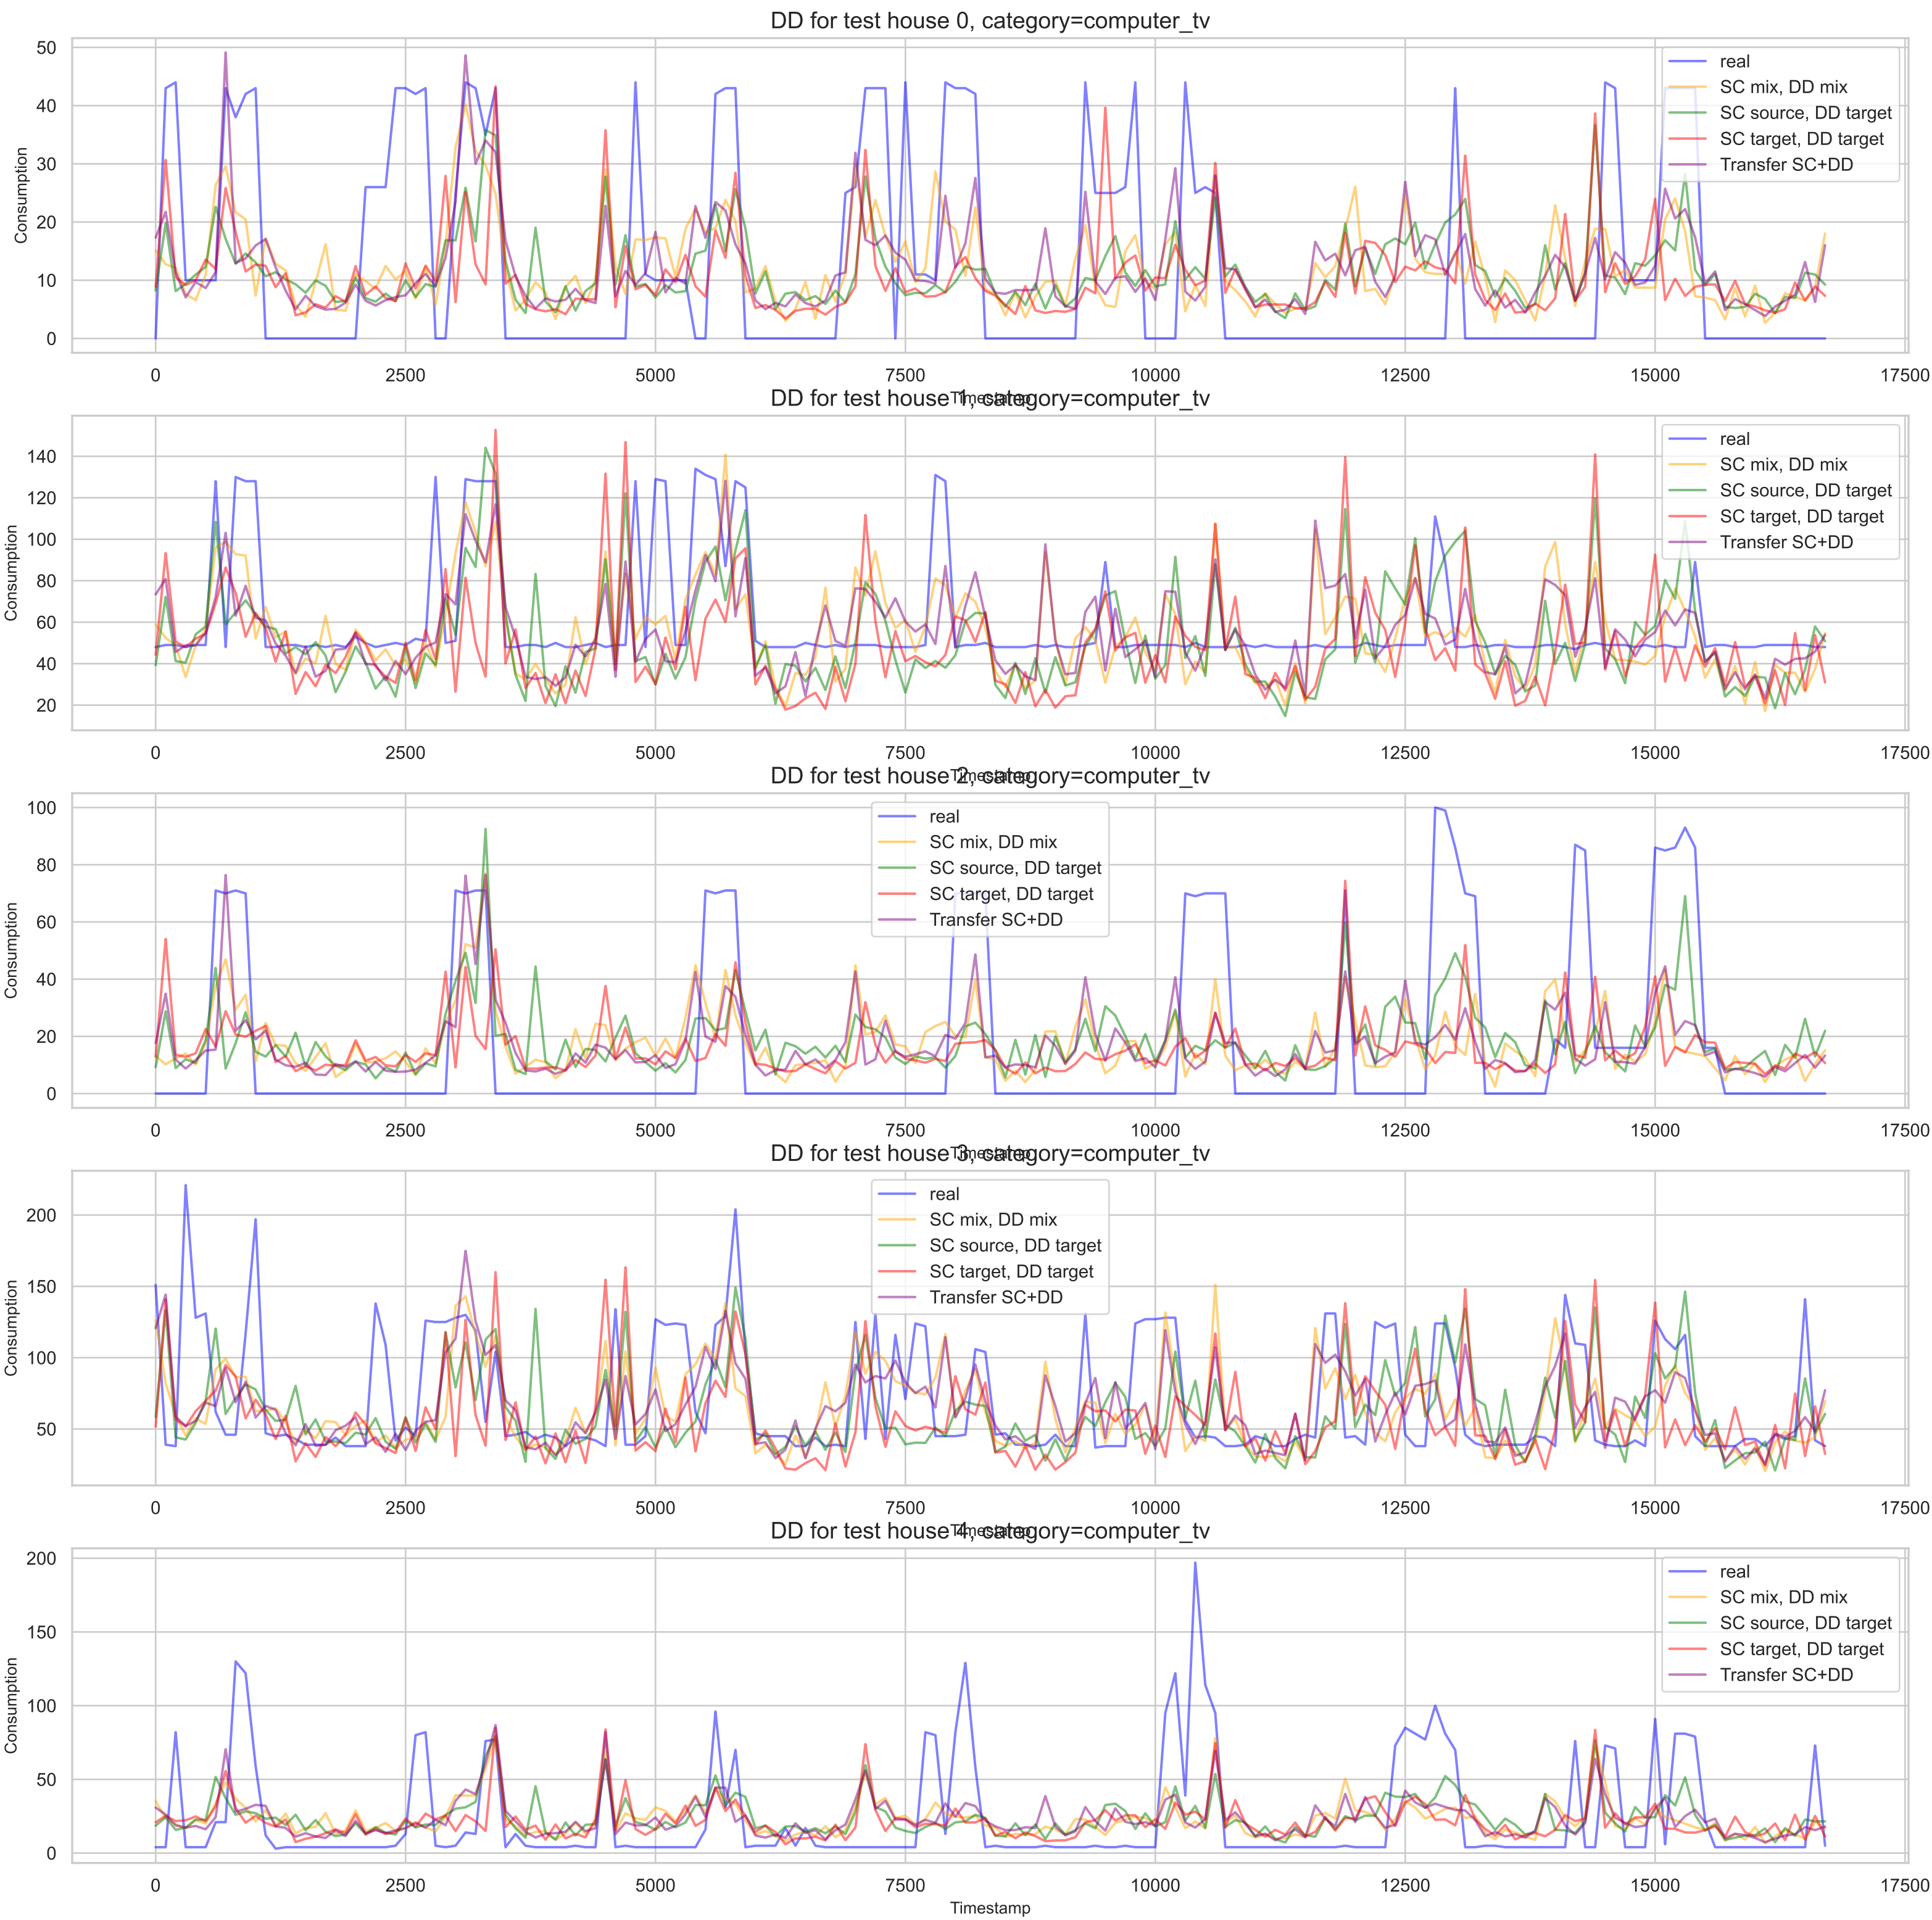 DD for test house 0, category=computer_tv
50
40
30
20
10
0
Consumption
real
SC mix, DD mix
SC source, DD target
SC target, DD target
Transfer SC+DD
0 2500 5000 7500 10000 12500 15000 17500
Timestamp
DD for test house 1, category=computer_tv
140
120
100
80
60
40
20
Consumption
real
SC mix, DD mix
SC source, DD target
SC target, DD target
Transfer SC+DD
0 2500 5000 7500 10000 12500 15000 17500
Timestamp
DD for test house 2, category=computer_tv
100
80
60
40
20
0
Consumption
real
SC mix, DD mix
SC source, DD target
SC target, DD target
Transfer SC+DD
0 2500 5000 7500 10000 12500 15000 17500
Timestamp
DD for test house 3, category=computer_tv
200
150
100
50
Consumption
real
SC mix, DD mix
SC source, DD target
SC target, DD target
Transfer SC+DD
0 2500 5000 7500 10000 12500 15000 17500
Timestamp
DD for test house 4, category=computer_tv
200
150
100
50
0
Consumption
real
SC mix, DD mix
SC source, DD target
SC target, DD target
Transfer SC+DD
0 2500 5000 7500 10000 12500 15000 17500
Timestamp